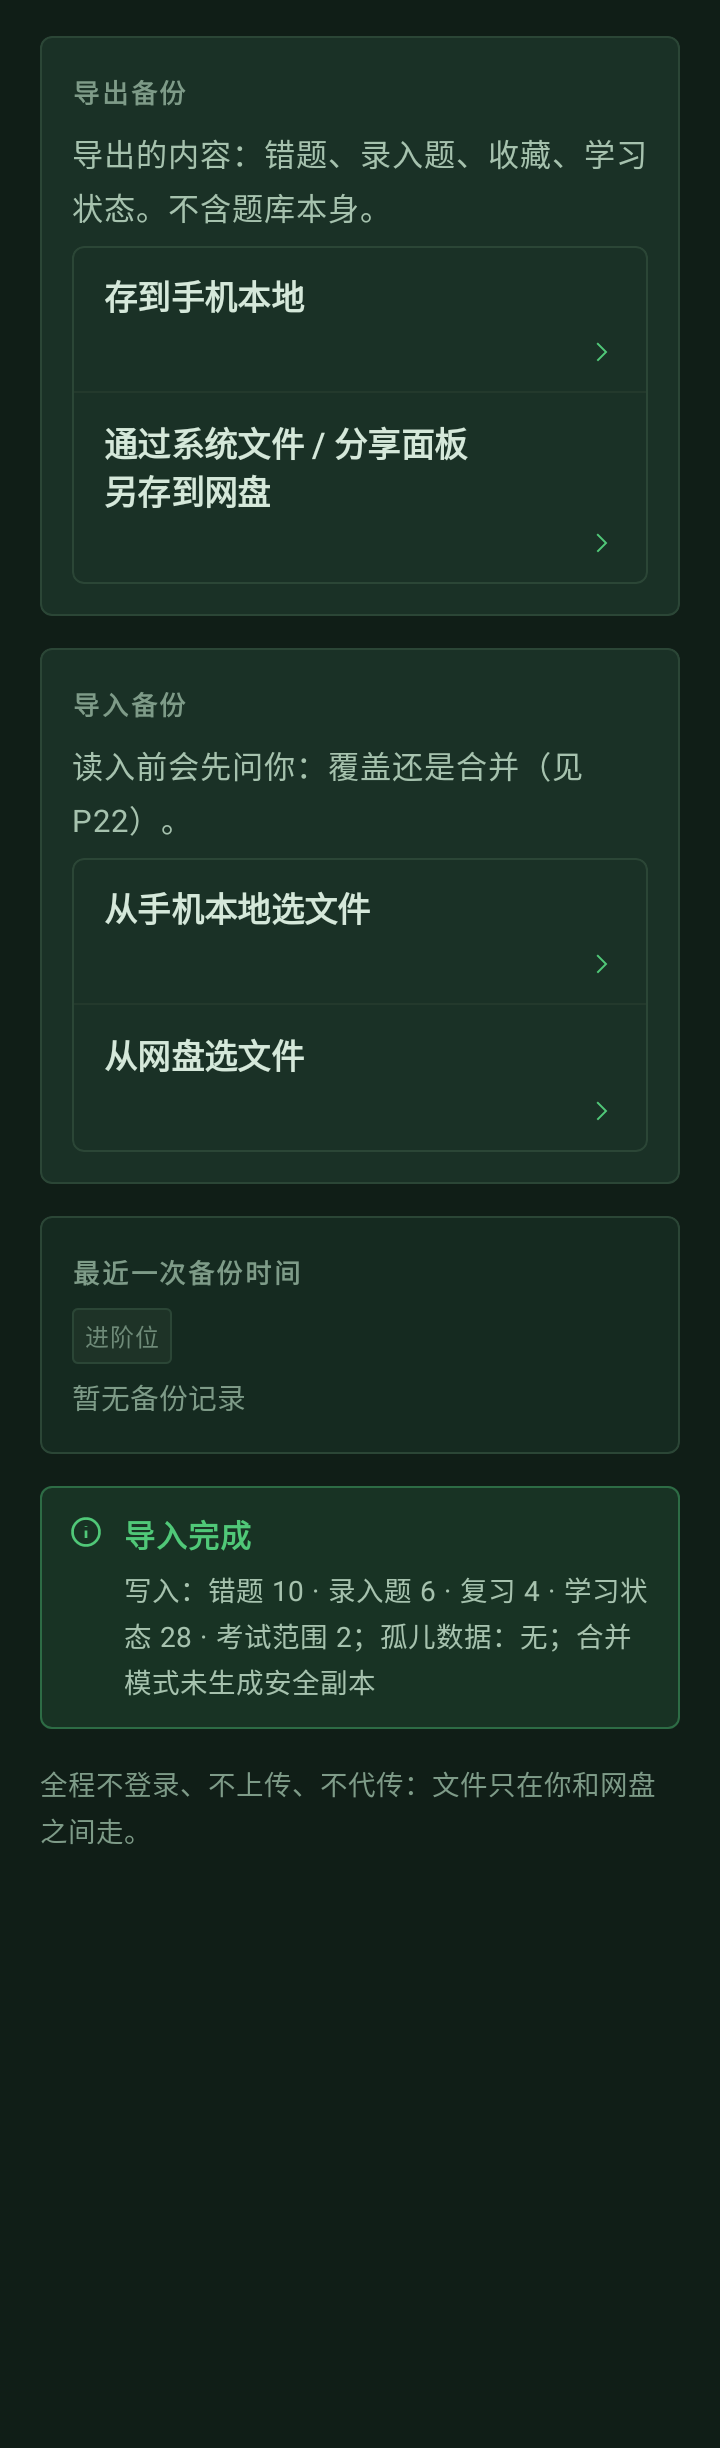 导出备份
导出的内容：错题、录入题、收藏、学习
状态。不含题库本身。
存到手机本地
通过系统文件 / 分享面板
另存到网盘
导入备份
读入前会先问你：覆盖还是合并（见
P22）。
从手机本地选文件
从网盘选文件
最近一次备份时间
进阶位
暂无备份记录
导入完成
写入：错题 10 · 录入题 6 · 复习 4 · 学习状
态 28 · 考试范围 2；孤儿数据：无；合并
模式未生成安全副本
全程不登录、不上传、不代传：文件只在你和网盘
之间走。